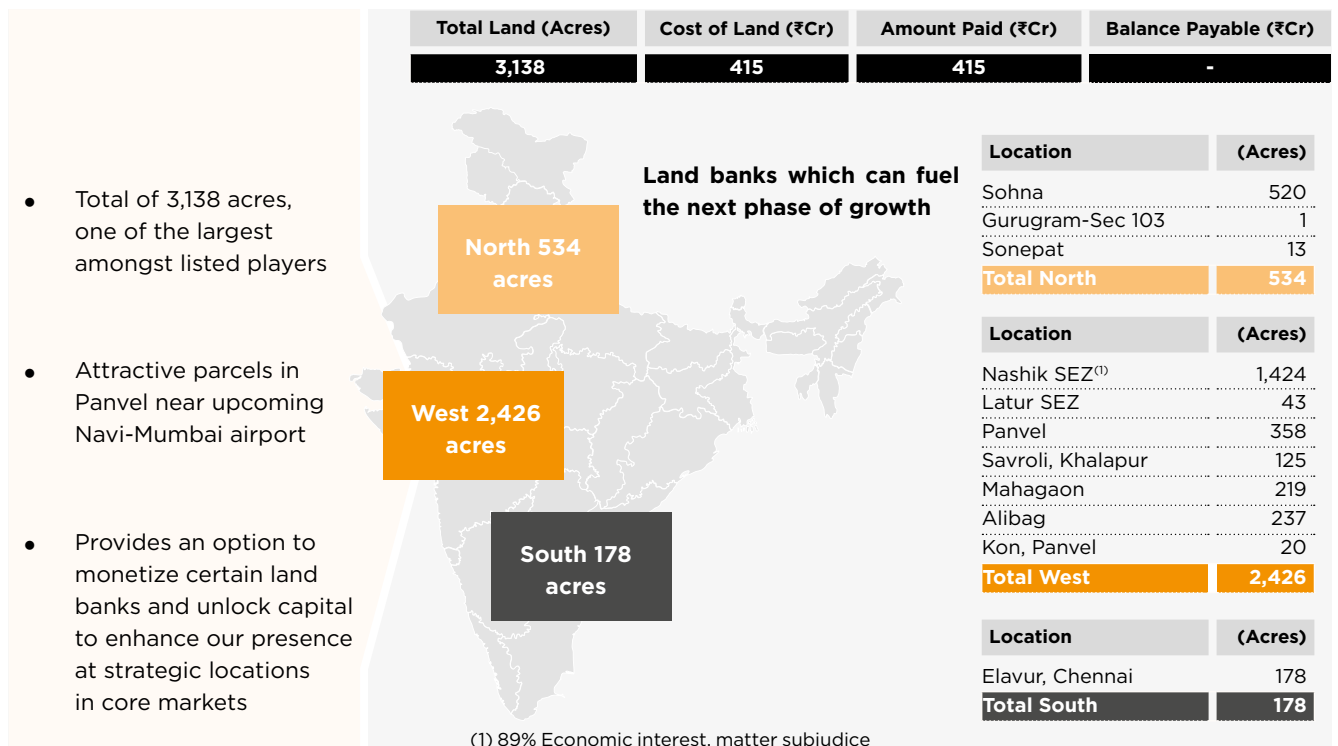 Total Land (Acres) Cost of Land (₹Cr) Amount Paid (₹Cr) Balance Payable (₹Cr)
3,138 415 415 -
• Total of 3,138 acres,
one of the largest
amongst listed players
• Attractive parcels in
Panvel near upcoming
Navi-Mumbai airport
• Provides an option to
monetize certain land
banks and unlock capital
to enhance our presence
at strategic locations
in core markets
Land banks which can fuel
the next phase of growth
North 534
acres
West 2,426
acres
South 178
acres
Location (Acres)
Sohna 520
Gurugram-Sec 103 1
Sonepat 13
Total North 534
Location (Acres)
Nashik SEZ(1) 1,424
Latur SEZ 43
Panvel 358
Savroli, Khalapur 125
Mahagaon 219
Alibag 237
Kon, Panvel 20
Total West 2,426
Location (Acres)
Elavur, Chennai 178
Total South 178
(1) 89% Economic interest, matter subjudice